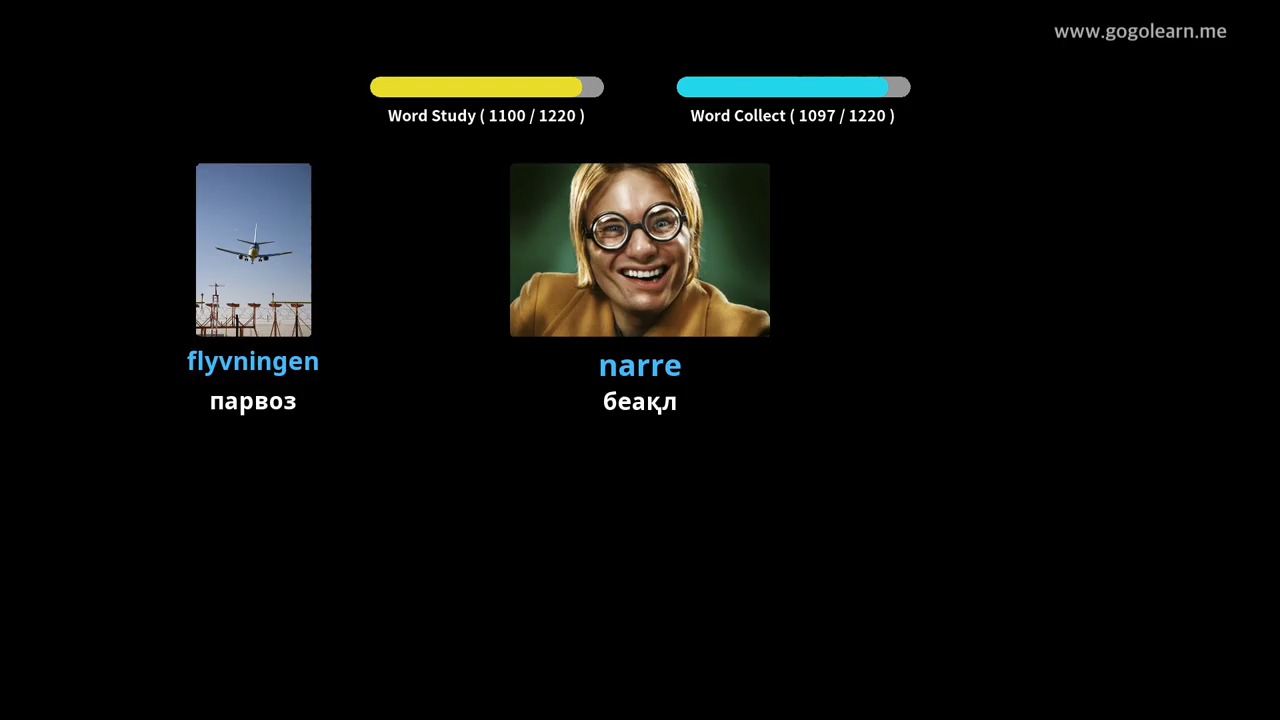 www.gogolearn.me
Word Study ( 1100 / 1220 )
Word Collect ( 1097 / 1220 )
flyvningen
парвоз
narre
беақл